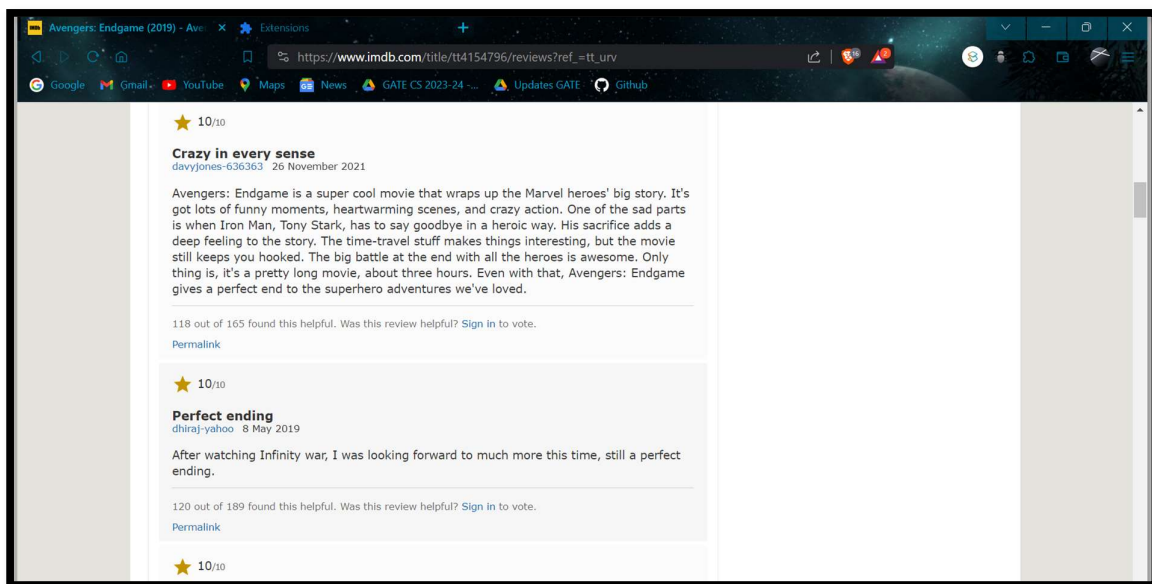 Avengers: Endgame (2019) - Ave
Extensions
https://www.imdb.com/title/tt4154796/reviews?ref_=tt_urv
Google
Gmail
YouTube
Maps
News
GATE CS 2023-24 -...
Updates GATE
Github
10/10
Crazy in every sense
davyjones-636363 26 November 2021
Avengers: Endgame is a super cool movie that wraps up the Marvel heroes' big story. It's
got lots of funny moments, heartwarming scenes, and crazy action. One of the sad parts
is when Iron Man, Tony Stark, has to say goodbye in a heroic way. His sacrifice adds a
deep feeling to the story. The time-travel stuff makes things interesting, but the movie
still keeps you hooked. The big battle at the end with all the heroes is awesome. Only
thing is, it's a pretty long movie, about three hours. Even with that, Avengers: Endgame
gives a perfect end to the superhero adventures we've loved.
118 out of 165 found this helpful. Was this review helpful? Sign in to vote.
Permalink
10/10
Perfect ending
dhiraj-yahoo 8 May 2019
After watching Infinity war, I was looking forward to much more this time, still a perfect
ending.
120 out of 189 found this helpful. Was this review helpful? Sign in to vote.
Permalink
10/10